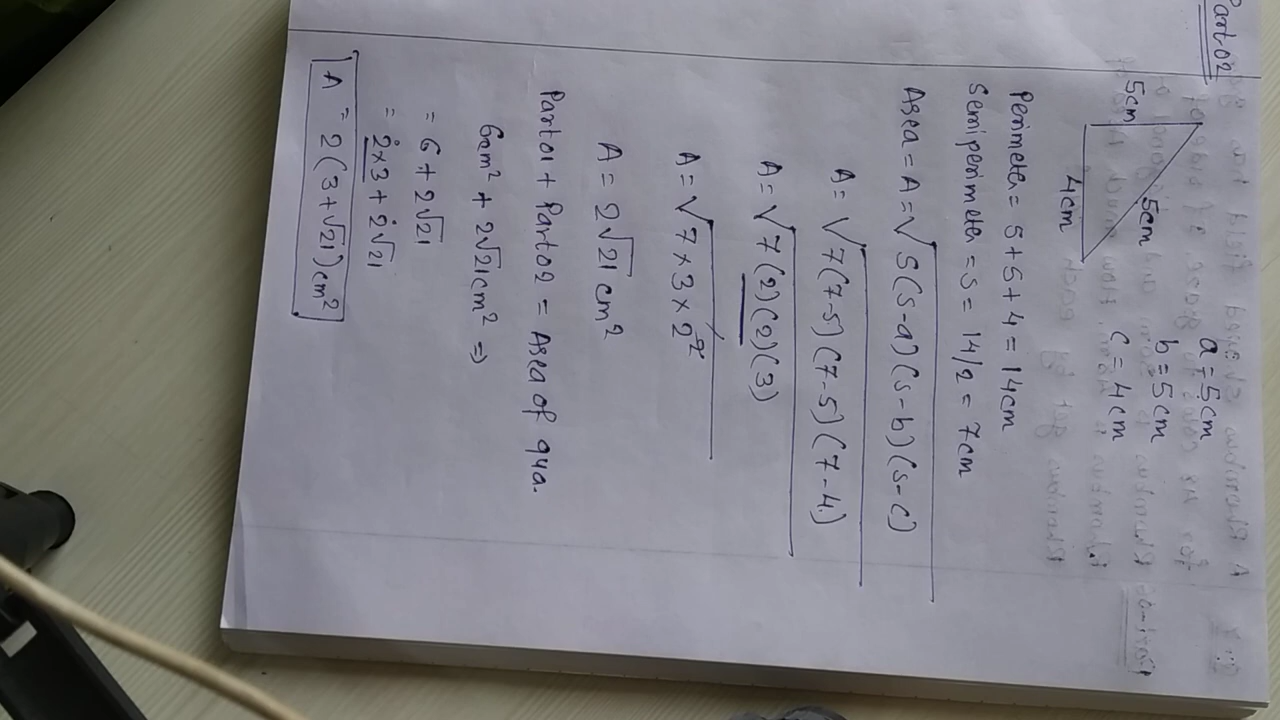 Part 02
5cm
5cm
4cm
a = 5cm
b = 5cm
c = 4cm
Perimeter = 5+5+4 = 14cm
Semiperimeter = S = 14/2 = 7cm
Area = A = √S(S-a)(S-b)(S-c)
A = √7(7-5)(7-5)(7-4)
A = √7(2)(2)(3)
A = √7×3×2²
A = 2√21 cm²
Part 01 + Part 02 = Area of qua.
6cm² + 2√21cm² ⇒
= 6 + 2√21
= 2×3 + 2√21
A = 2(3+√21)cm²